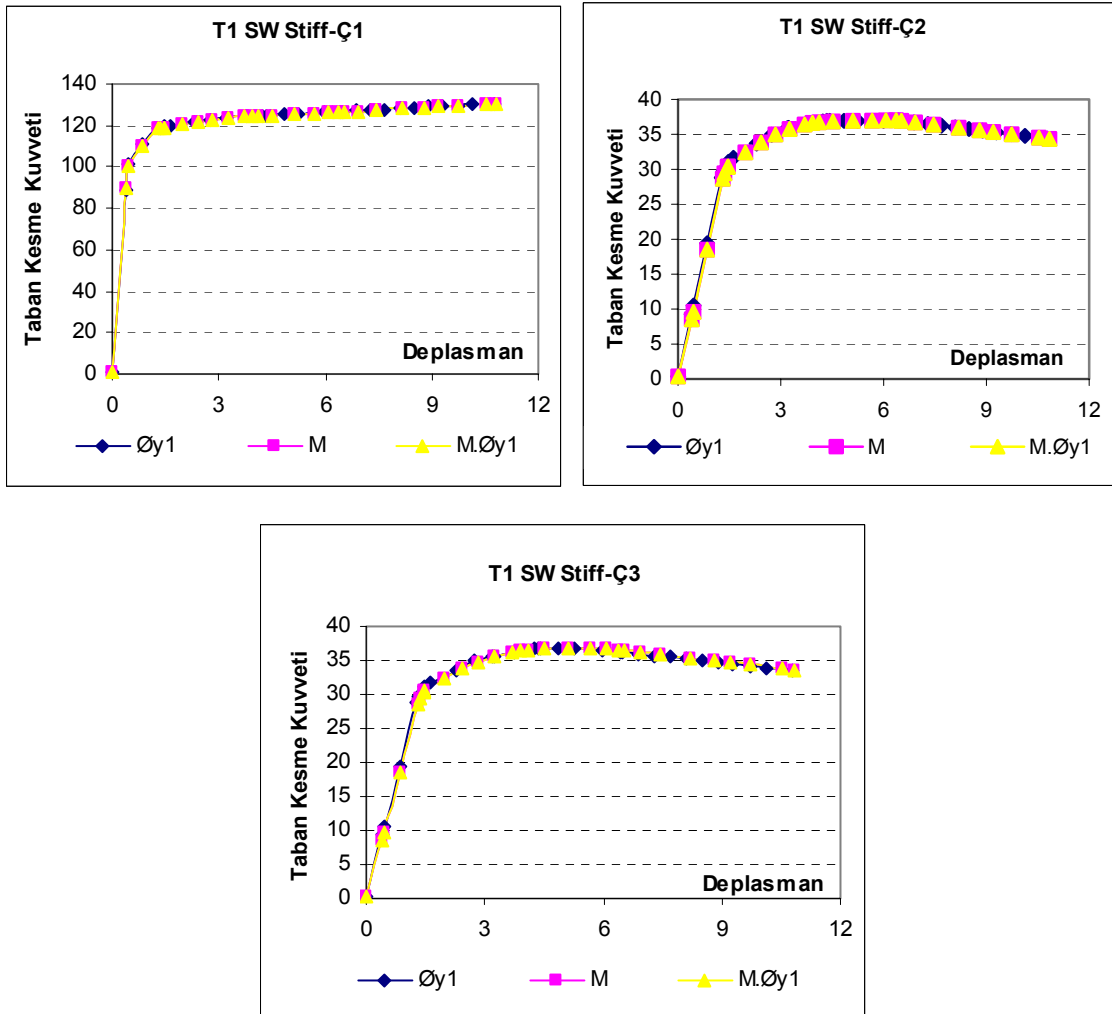 T1 SW Stiff-Ç1
Taban Kesme Kuvveti
140
120
100
80
60
40
20
0
Deplasman
0 3 6 9 12
Øy1 M M.Øy1
T1 SW Stiff-Ç2
Taban Kesme Kuvveti
40
35
30
25
20
15
10
5
0
Deplasman
0 3 6 9 12
Øy1 M M.Øy1
T1 SW Stiff-Ç3
Taban Kesme Kuvveti
40
35
30
25
20
15
10
5
0
Deplasman
0 3 6 9 12
Øy1 M M.Øy1